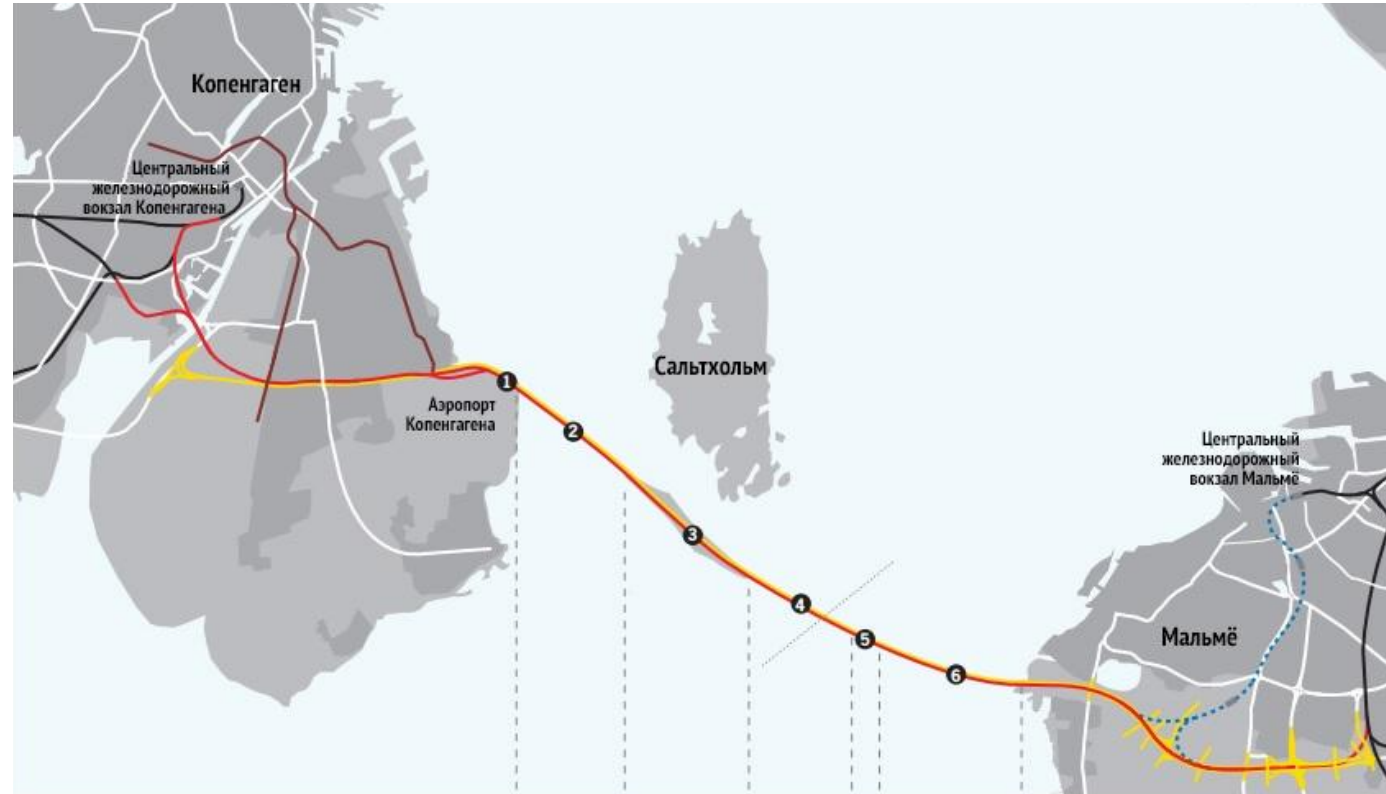 Копенгаген
Центральный
железнодорожный
вокзал Копенгагена
Сальтхольм
1
Аэропорт
Копенгагена
2
Центральный
железнодорожный
вокзал Мальмё
3
4
5
Мальмё
6